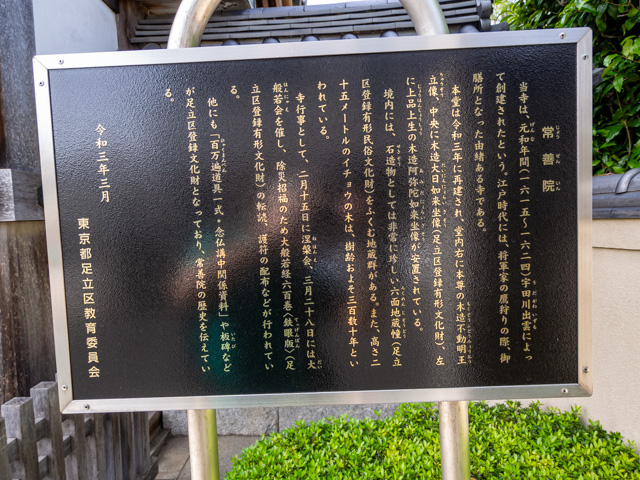 常善院
当寺は、元和年間(一六一五〜一六二四)宇田川出雲によっ
て創建されたという。江戸時代には、将軍家の鷹狩りの際、御
膳所となった由緒ある寺である。
本堂は令和三年に再建され、堂内右に本尊の木造不動明王
立像、中央に木造大日如来坐像(足立区登録有形文化財)、左
に上品上生の木造阿弥陀如来坐像が安置されている。
境内には、石造物としては非常に珍しい六面地蔵幢(足立
区登録有形民俗文化財)をふくむ地蔵群がある。また、高さ二
十五メートルのイチョウの木は、樹齢およそ三百数十年とい
われている。
寺行事として、二月十五日に涅槃会、三月二十八日には大
般若会を催し、除災招福のため大般若経六百巻(鉄眼版)(足
立区登録有形文化財)の転読、護符の配布などが行われてい
る。
他にも「百万遍道具一式・念仏講中関係資料」や板碑など
が足立区登録文化財となっており、常善院の歴史を伝えてい
る。
令和三年三月
東京都足立区教育委員会